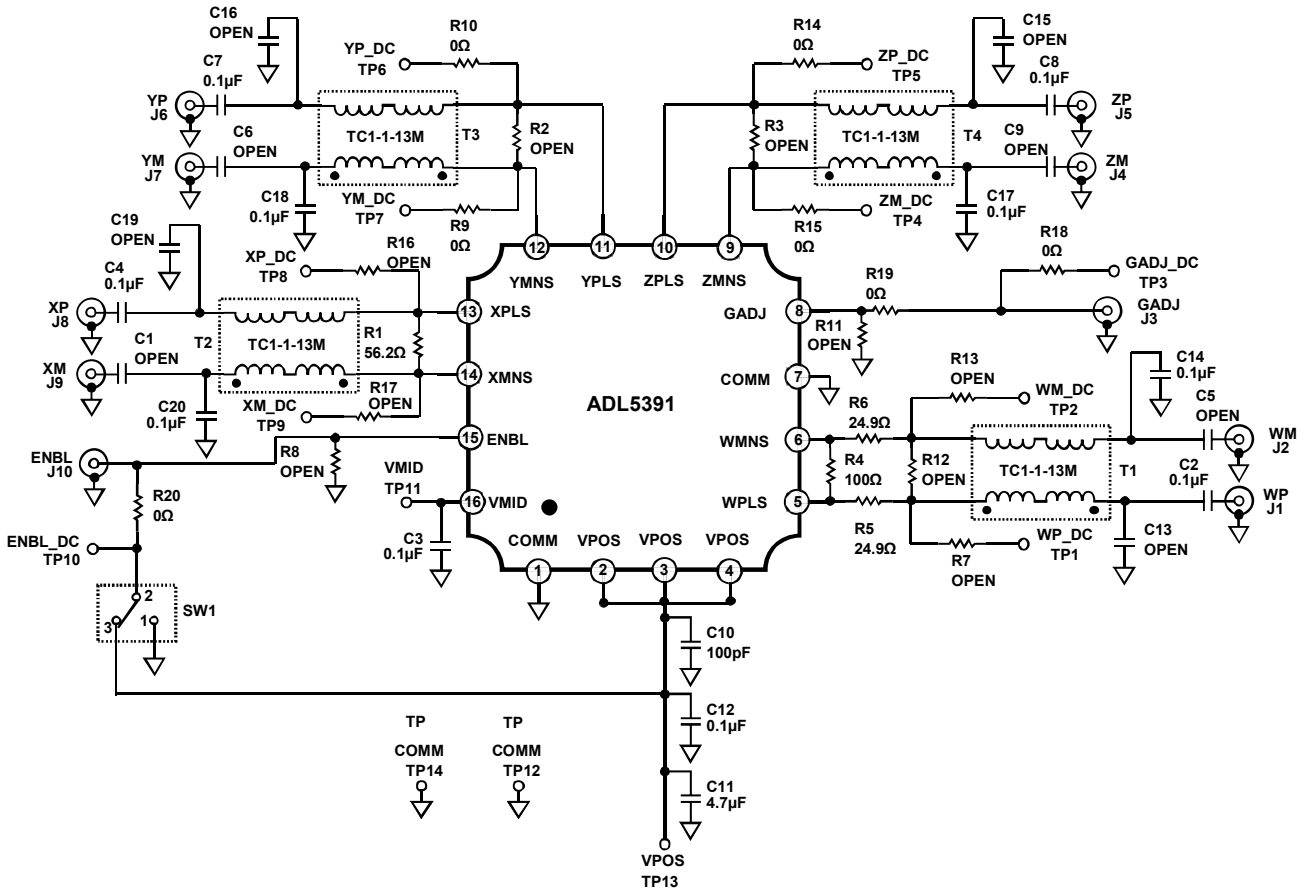 C16
OPEN
C7
0.1µF
YP
J6
C6
OPEN
YM
J7
C18
0.1µF
YP_DC
TP6
R10
0Ω
TC1-1-13M
T3
R2
OPEN
YM_DC
TP7
R9
0Ω
R14
0Ω
ZP_DC
TP5
C15
OPEN
C8
0.1µF
ZP
J5
R3
OPEN
TC1-1-13M
T4
C9
OPEN
ZM
J4
R15
0Ω
ZM_DC
TP4
C17
0.1µF
C19
OPEN
C4
0.1µF
XP
J8
C1
OPEN
XM
J9
C20
0.1µF
XP_DC
TP8
R16
OPEN
T2
TC1-1-13M
R1
56.2Ω
XM_DC
TP9
R17
OPEN
12
11
10
9
YMNS
YPLS
ZPLS
ZMNS
13
XPLS
14
XMNS
15
ENBL
16
VMID
ADL5391
8
GADJ
7
COMM
6
WMNS
5
WPLS
COMM
VPOS
VPOS
VPOS
1
2
3
4
R19
0Ω
R11
OPEN
R18
0Ω
GADJ_DC
TP3
GADJ
J3
R13
OPEN
WM_DC
TP2
C14
0.1µF
C5
OPEN
WM
J2
R6
24.9Ω
R4
100Ω
R12
OPEN
TC1-1-13M
T1
C2
0.1µF
WP
J1
R5
24.9Ω
R7
OPEN
WP_DC
TP1
C13
OPEN
ENBL
J10
R8
OPEN
R20
0Ω
VMID
TP11
C3
0.1µF
ENBL_DC
TP10
2
3
1
SW1
C10
100pF
C12
0.1µF
C11
4.7µF
TP
COMM
TP14
TP
COMM
TP12
VPOS
TP13